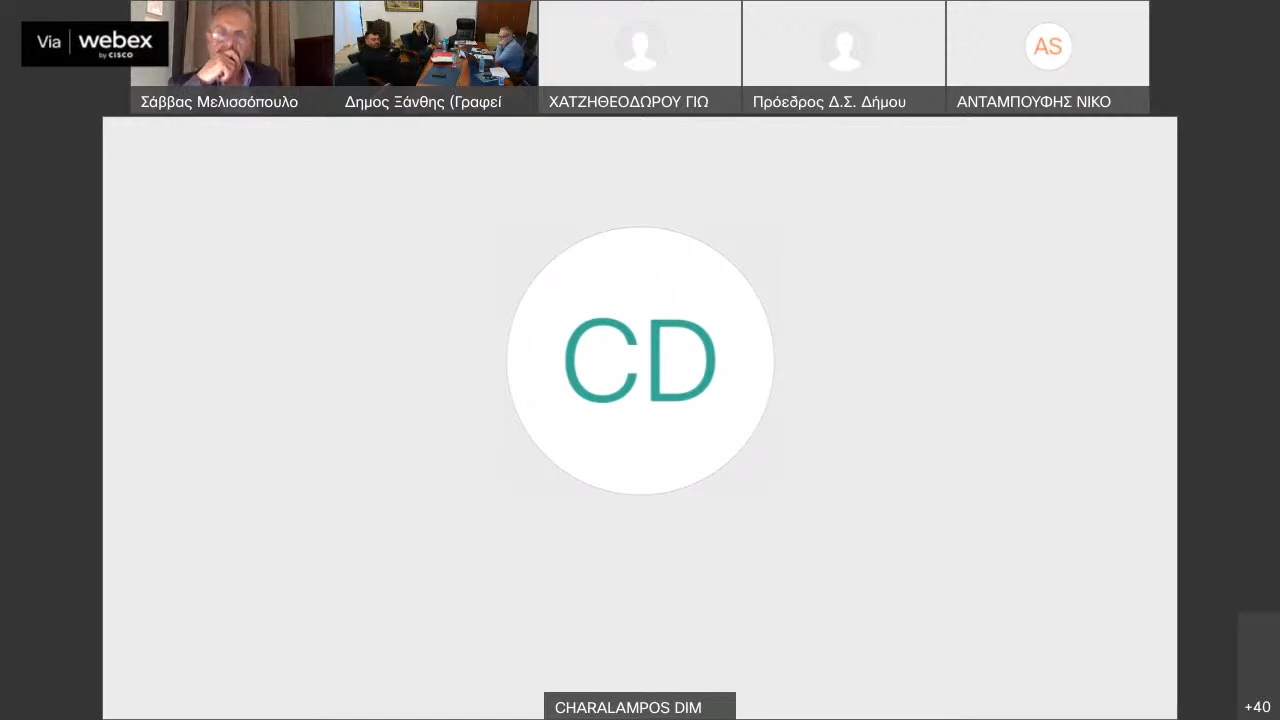 Via webex
by CISCO
Σάββας Μελισσόπουλο
Δημος Ξάνθης (Γραφεί
ΧΑΤΖΗΘΕΟΔΩΡΟΥ ΓΙΩ
Πρόεδρος Δ.Σ. Δήμου
AS
ΑΝΤΑΜΠΟΥΦΗΣ ΝΙΚΟ
CD
CHARALAMPOS DIM
+40